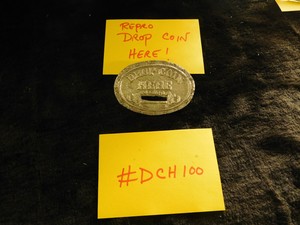 REPRO
DROP COIN
HERE!
#DCH100